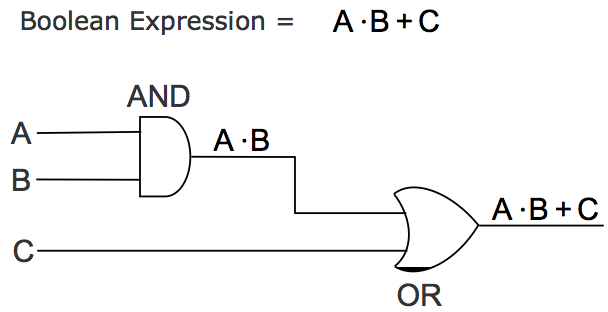 Boolean Expression = A·B+C
AND
A
A·B
B
A·B+C
C
OR